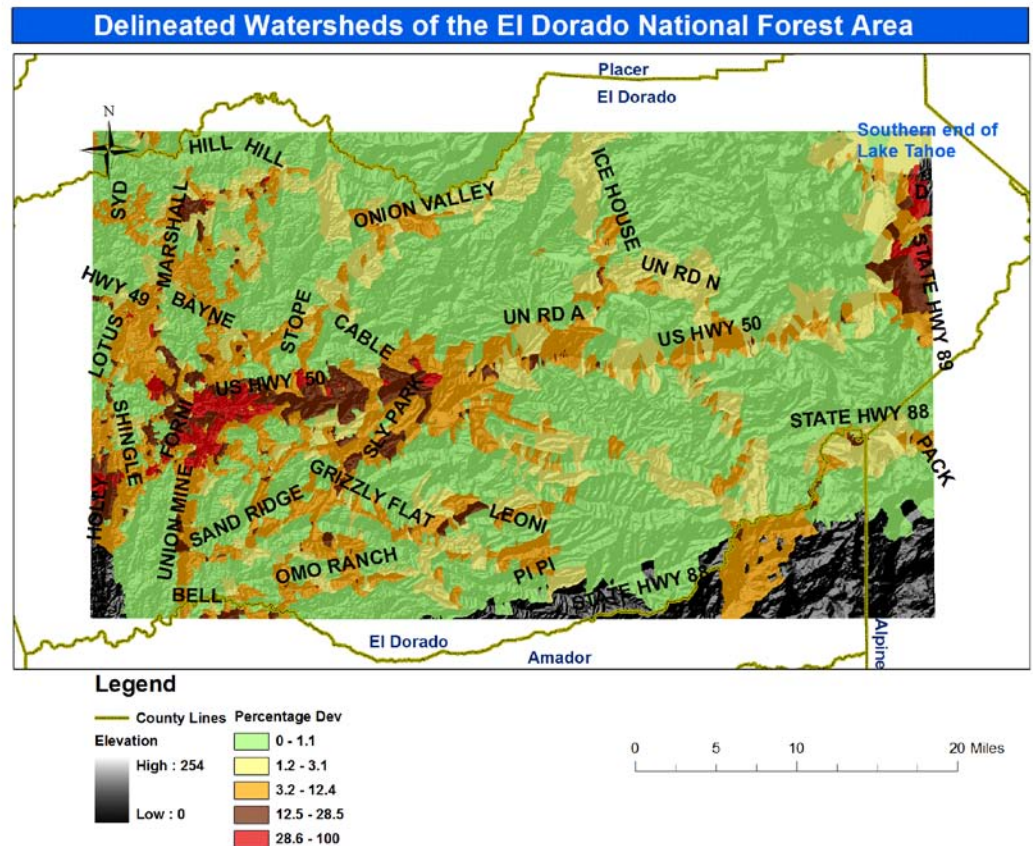 Delineated Watersheds of the El Dorado National Forest Area
Placer
El Dorado
N
Southern end of
Lake Tahoe
HILL HILL
SYD
MARSHALL
ONION VALLEY
ICE HOUSE
UN RD N
STATE HWY 89
HWY 49
BAYNE
LOTUS
STOPE
CABLE
UN RD A
US HWY 50
US HWY 50
SLY PARK
SHINGLE
FORNI
STATE HWY 88
PACK
HOLLY
UNION MINE
SAND RIDGE
GRIZZLY FLAT
LEONI
OMO RANCH
PI PI
STATE HWY 88
BELL
El Dorado
Amador
Alpine
Legend
County Lines
Elevation
High : 254
Low : 0
Percentage Dev
0 - 1.1
1.2 - 3.1
3.2 - 12.4
12.5 - 28.5
28.6 - 100
0 5 10 20 Miles